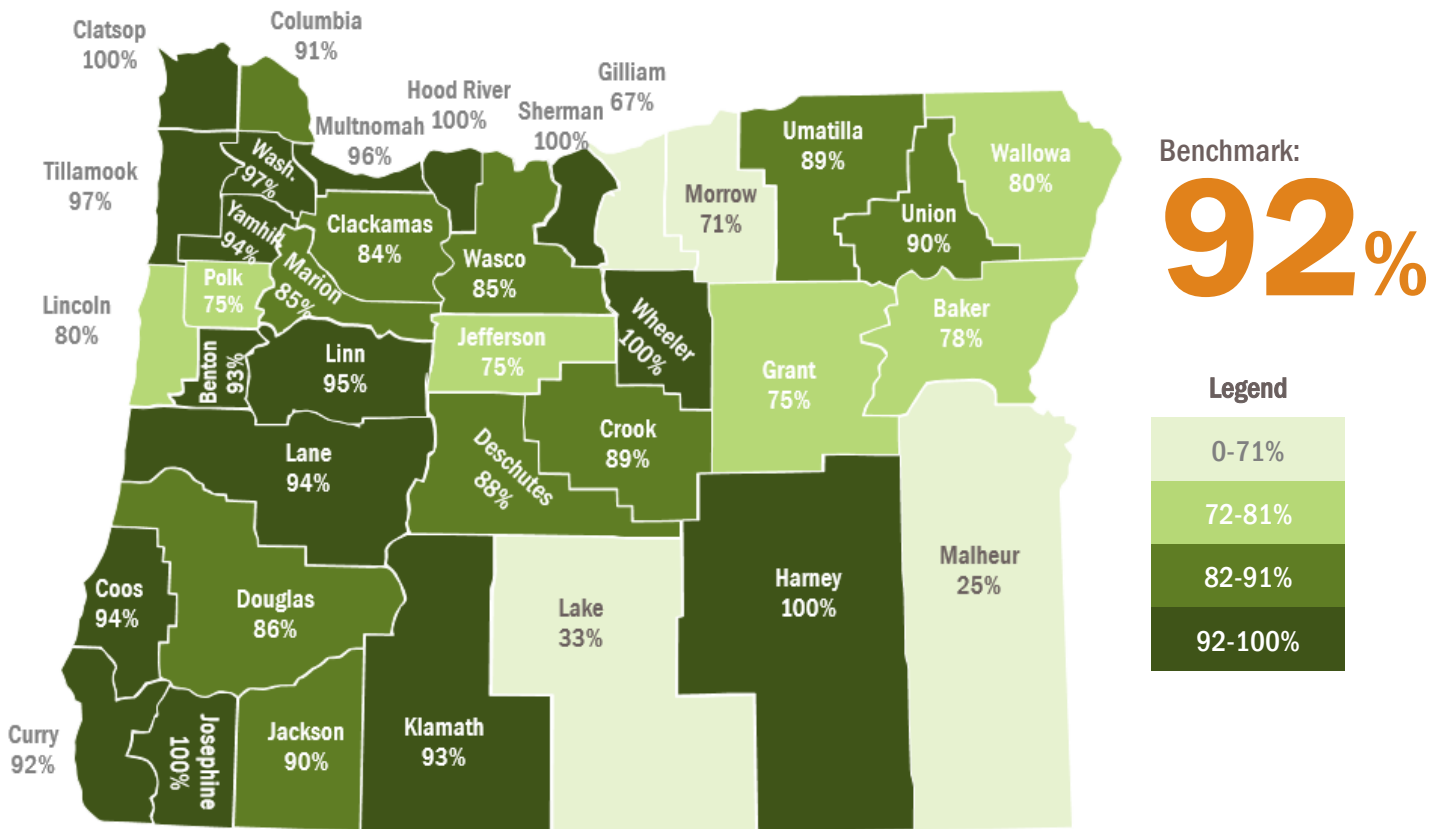 Clatsop
100%
Columbia
91%
Hood River
100%
Gilliam
67%
Sherman
100%
Multnomah
96%
Tillamook
97%
Wash.
97%
Yamhill
94%
Clackamas
84%
Marion
85%
Wasco
85%
Morrow
71%
Umatilla
89%
Union
90%
Wallowa
80%
Polk
75%
Lincoln
80%
Benton
93%
Linn
95%
Jefferson
75%
Wheeler
100%
Grant
75%
Baker
78%
Lane
94%
Deschutes
88%
Crook
89%
Coos
94%
Douglas
86%
Lake
33%
Harney
100%
Malheur
25%
Curry
92%
Josephine
100%
Jackson
90%
Klamath
93%
Benchmark:
92%
Legend
0-71%
72-81%
82-91%
92-100%